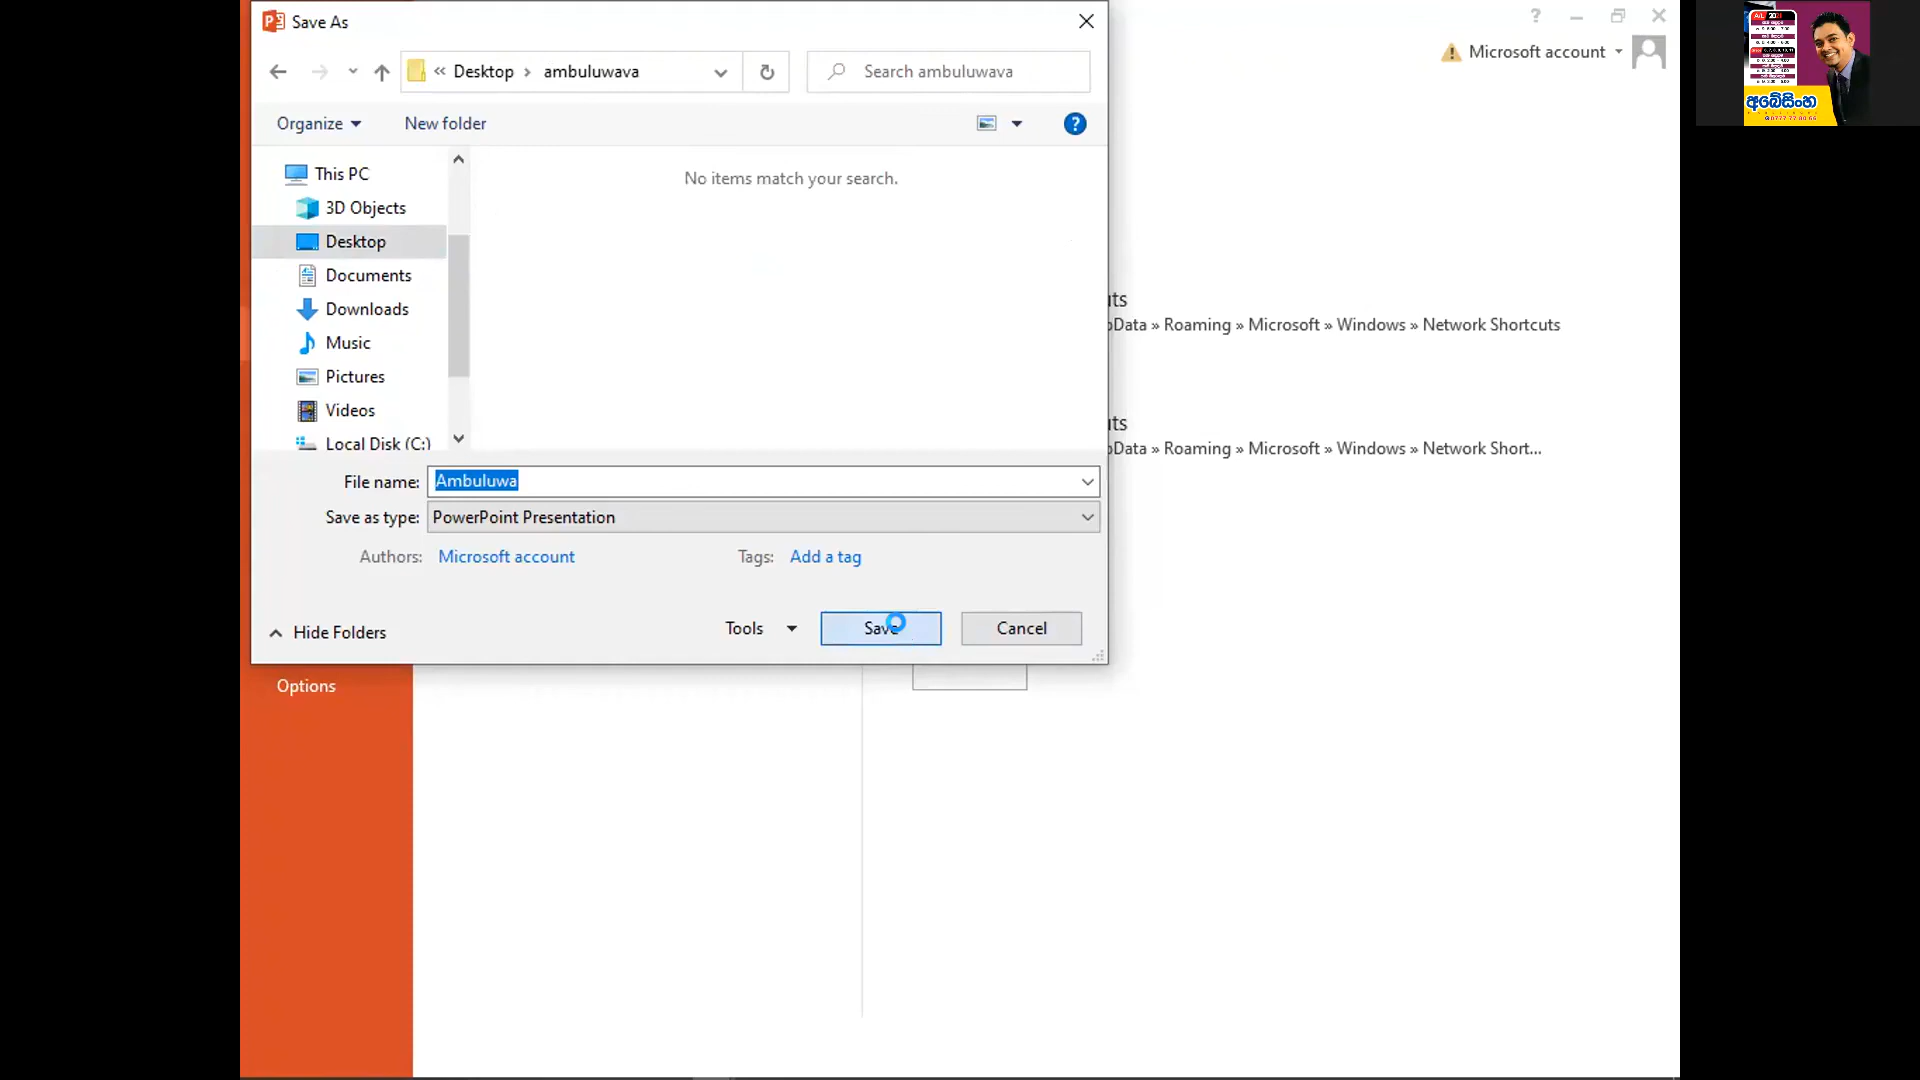 Save As
? 
Microsoft account
« Desktop › ambuluwava
Search ambuluwava
Organize
New folder
?
This PC
No items match your search.
3D Objects
Desktop
Documents
Downloads
Music
Pictures
Videos
Local Disk (C:)
uts
Data » Roaming » Microsoft » Windows » Network Shortcuts
uts
Data » Roaming » Microsoft » Windows » Network Short...
File name: Ambuluwa
Save as type: PowerPoint Presentation
Authors: Microsoft account
Tags: Add a tag
Hide Folders
Tools
Save
Cancel
Options
අබේසිංහ